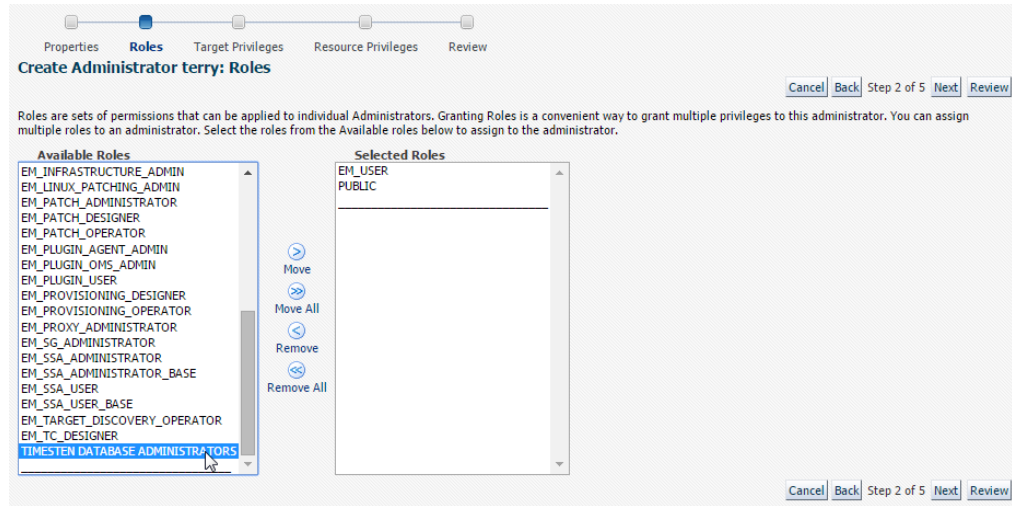 Properties Roles Target Privileges Resource Privileges Review
Create Administrator terry: Roles
Cancel Back Step 2 of 5 Next Review
Roles are sets of permissions that can be applied to individual Administrators. Granting Roles is a convenient way to grant multiple privileges to this administrator. You can assign
multiple roles to an administrator. Select the roles from the Available roles below to assign to the administrator.
Available Roles
EM_INFRASTRUCTURE_ADMIN
EM_LINUX_PATCHING_ADMIN
EM_PATCH_ADMINISTRATOR
EM_PATCH_DESIGNER
EM_PATCH_OPERATOR
EM_PLUGIN_AGENT_ADMIN
EM_PLUGIN_OMS_ADMIN
EM_PLUGIN_USER
EM_PROVISIONING_DESIGNER
EM_PROVISIONING_OPERATOR
EM_PROXY_ADMINISTRATOR
EM_SG_ADMINISTRATOR
EM_SSA_ADMINISTRATOR
EM_SSA_ADMINISTRATOR_BASE
EM_SSA_USER
EM_SSA_USER_BASE
EM_TARGET_DISCOVERY_OPERATOR
EM_TC_DESIGNER
TIMESTEN DATABASE ADMINISTRATORS
Move
Move All
Remove
Remove All
Selected Roles
EM_USER
PUBLIC
Cancel Back Step 2 of 5 Next Review